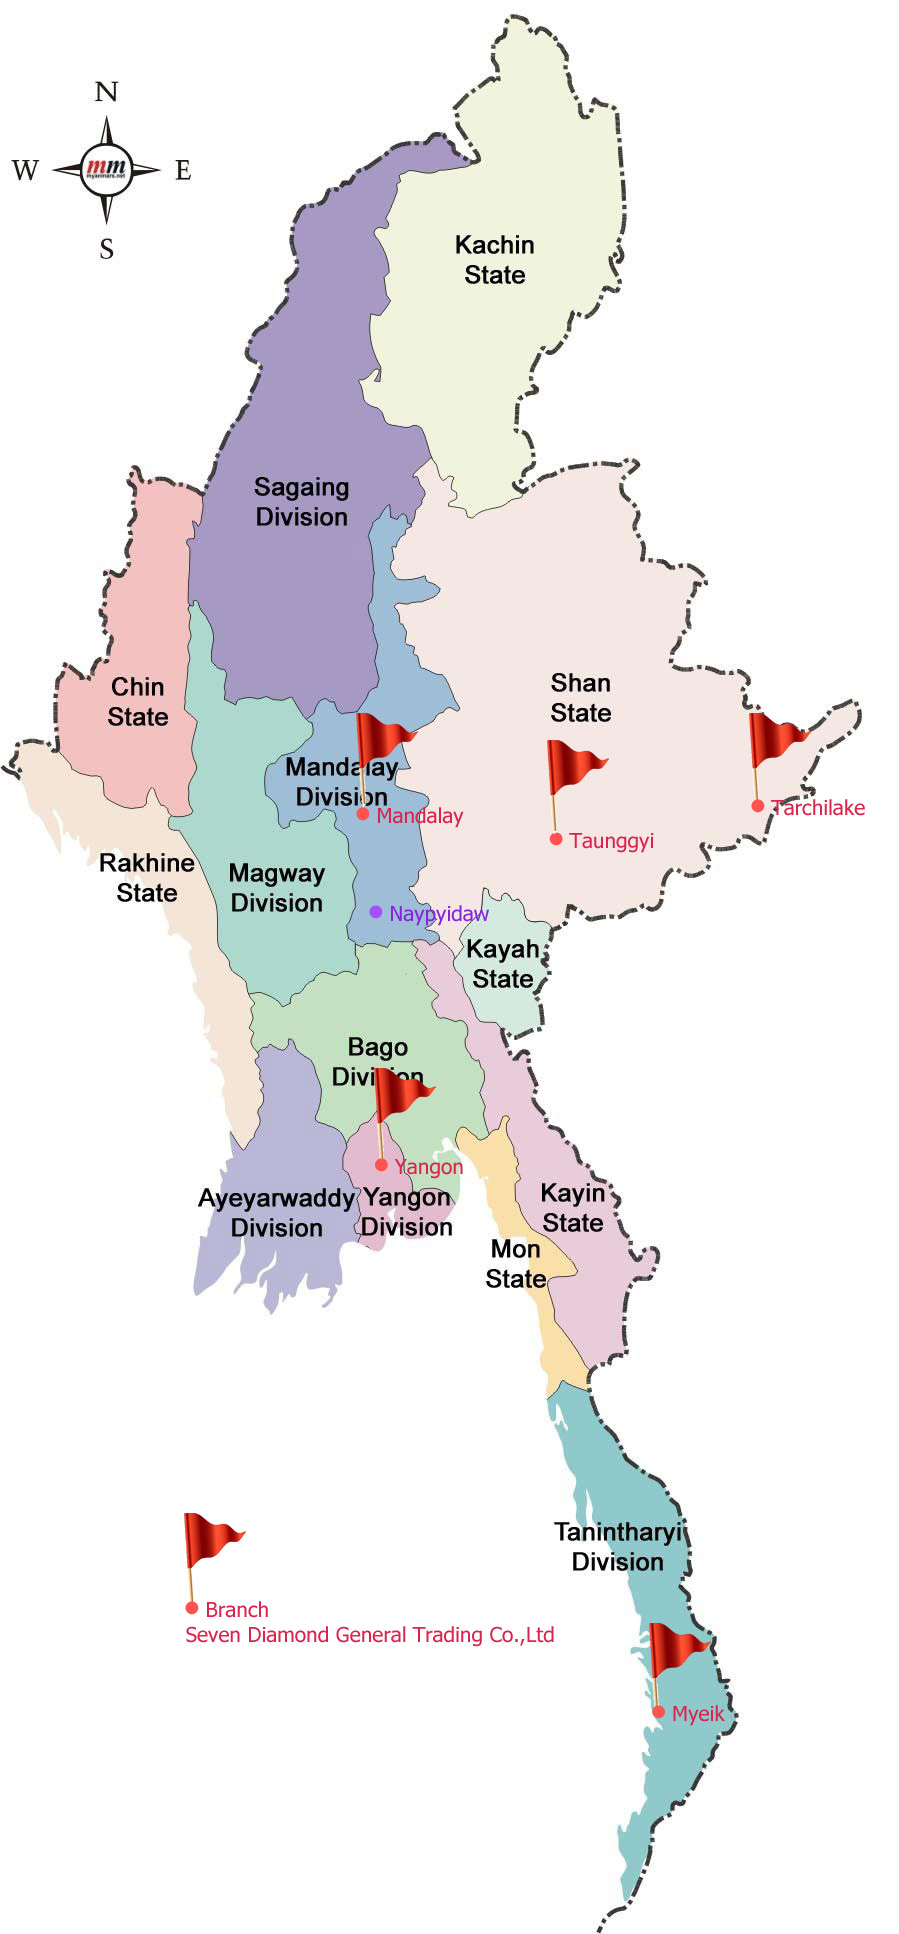 N
W
mm
myanmars.net
E
S
Kachin
State
Sagaing
Division
Chin
State
Shan
State
Mandalay
Division
Mandalay
Taunggyi
Tarchilake
Rakhine
State
Magway
Division
Naypyidaw
Kayah
State
Bago
Division
Yangon
Ayeyarwaddy
Division
Yangon
Division
Kayin
State
Mon
State
Tanintharyi
Division
Branch
Seven Diamond General Trading Co.,Ltd
Myeik